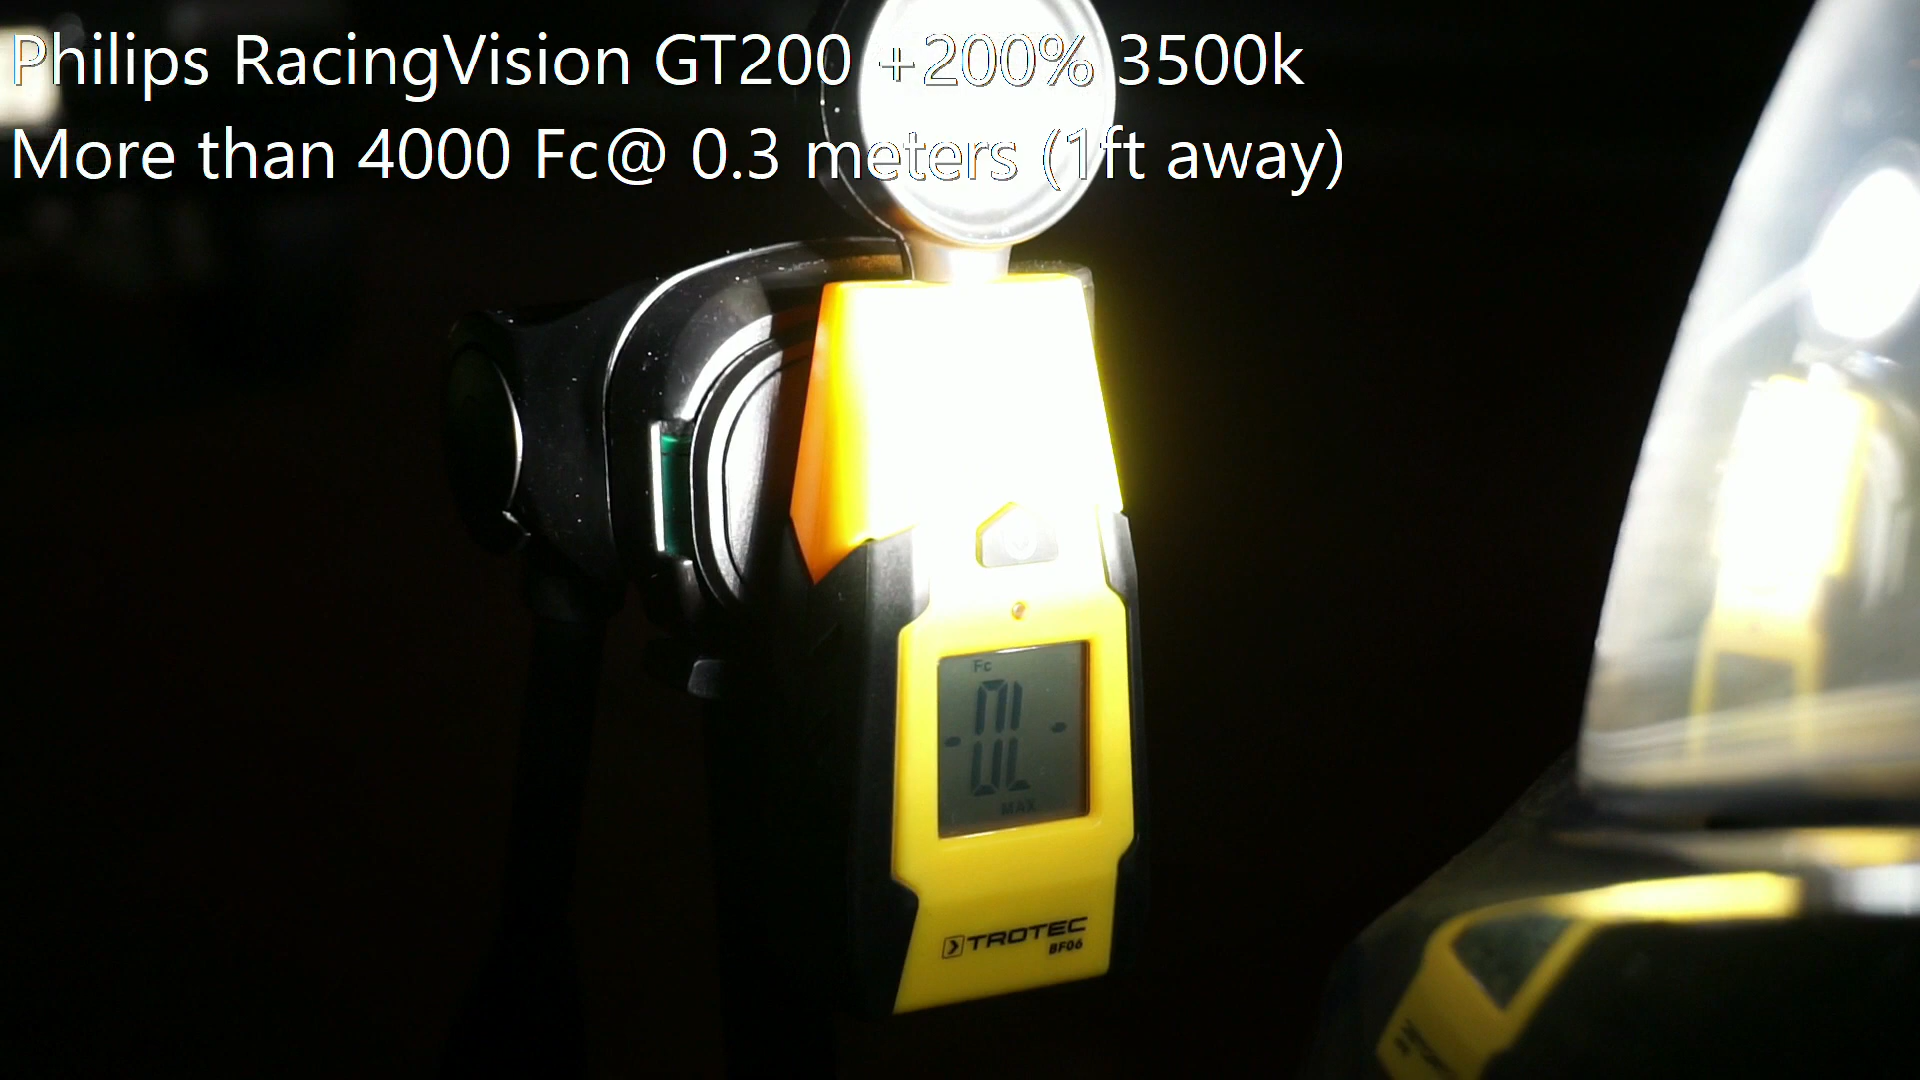 Philips RacingVision GT200 +200% 3500k
More than 4000 Fc@ 0.3 meters (1ft away)
Fc
OL
MAX
TROTEC
BF06